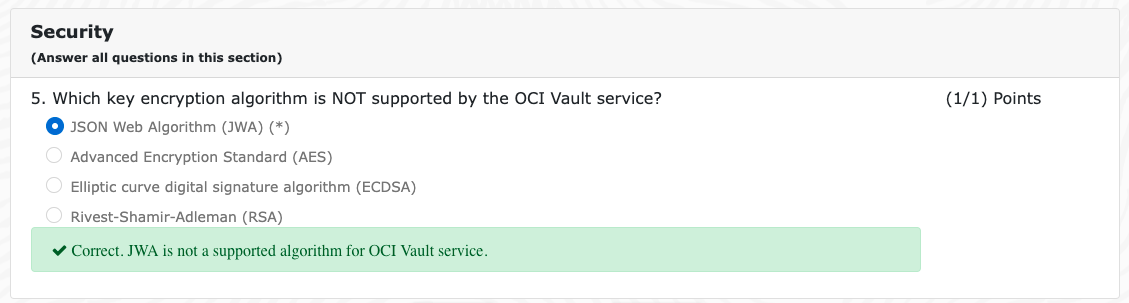 Security
(Answer all questions in this section)
5. Which key encryption algorithm is NOT supported by the OCI Vault service? (1/1) Points
JSON Web Algorithm (JWA) (*)
Advanced Encryption Standard (AES)
Elliptic curve digital signature algorithm (ECDSA)
Rivest-Shamir-Adleman (RSA)
✔ Correct. JWA is not a supported algorithm for OCI Vault service.